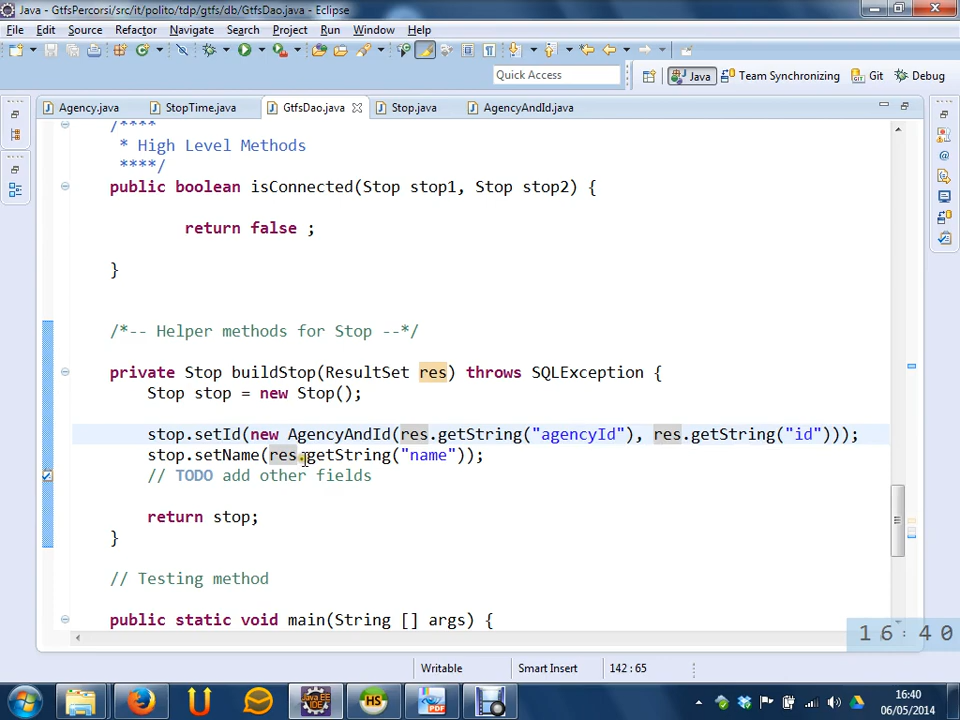 Java - GtfsPercorsi/src/it/polito/tdp/gtfs/db/GtfsDao.java - Eclipse
File Edit Source Refactor Navigate Search Project Run Window Help
Quick Access
Java
Team Synchronizing
Git
Debug
Agency.java
StopTime.java
GtfsDao.java
Stop.java
AgencyAndId.java
/****
* High Level Methods
****/
public boolean isConnected(Stop stop1, Stop stop2) {
return false ;
}
/*-- Helper methods for Stop --*/
private Stop buildStop(ResultSet res) throws SQLException {
Stop stop = new Stop();
stop.setId(new AgencyAndId(res.getString("agencyId"), res.getString("id")));
stop.setName(res.getString("name"));
// TODO add other fields
return stop;
}
// Testing method
public static void main(String [] args) {
16:40
Writable
Smart Insert
142 : 65
16:40
06/05/2014